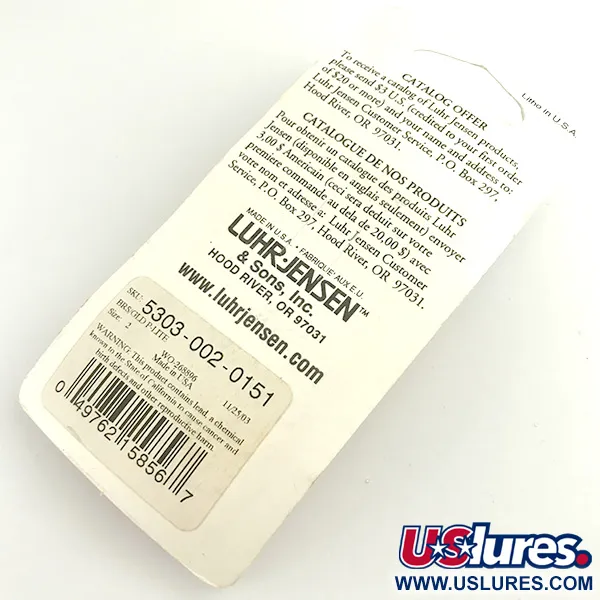 CATALOG OFFER
To receive a catalog of Luhr Jensen products,
please send $3 U.S. (credited to your first order
of $20 or more) and your name and address to:
Luhr Jensen Customer Service, P.O. Box 297,
Hood River, OR 97031.
CATALOGUE DE NOS PRODUITS
Pour obtenir un catalogue des produits Luhr
Jensen (disponible en anglais seulement) envoyer
3,00 $ Americain (ceci sera deduit sur votre
premiere commande au dela de 20,00 $) avec
votre nom et adresse a: Luhr Jensen Customer
Service, P.O. Box 297, Hood River, OR 97031.
MADE IN U.S.A. • FABRIQUE AUX E.U.
LUHR-JENSEN™
& Sons, Inc.
HOOD RIVER, OR 97031
www.luhrjensen.com
SKU: 5303-002-0151
BRS/GLD P-LITE
Size: 2
WO 268896 11/25/03
Made in USA
WARNING: This product contains lead, a chemical
known to the State of California to cause cancer and
birth defects and other reproductive harm.
0 49762 15856 7
Litho in U S A
USlures.
WWW.USLURES.COM